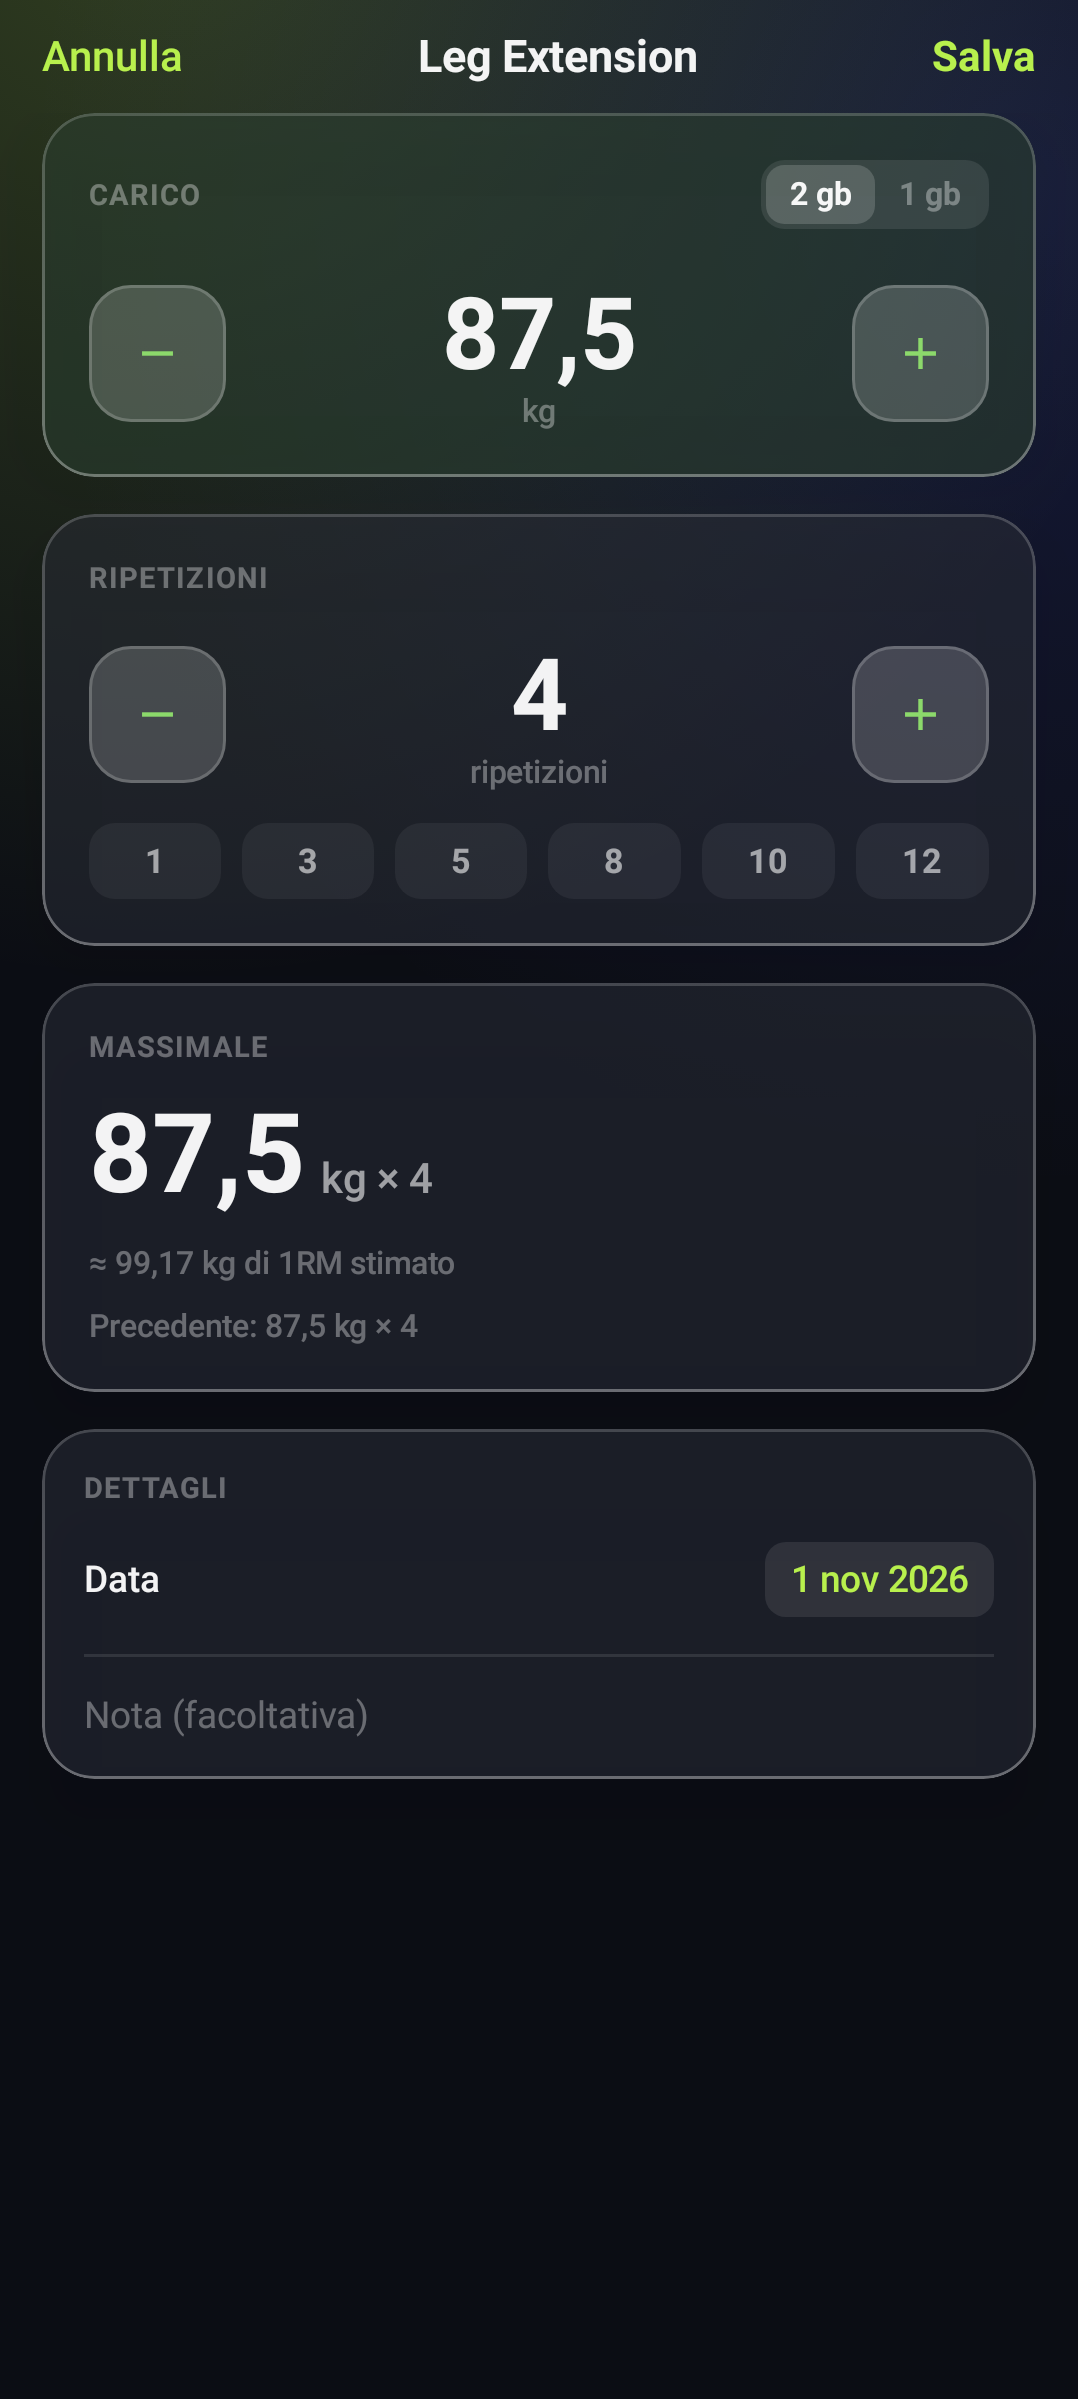 Annulla Leg Extension Salva
CARICO 2 gb 1 gb
− 87,5 +
kg
RIPETIZIONI
− 4 +
ripetizioni
1 3 5 8 10 12
MASSIMALE
87,5 kg × 4
≈ 99,17 kg di 1RM stimato
Precedente: 87,5 kg × 4
DETTAGLI
Data 1 nov 2026
Nota (facoltativa)